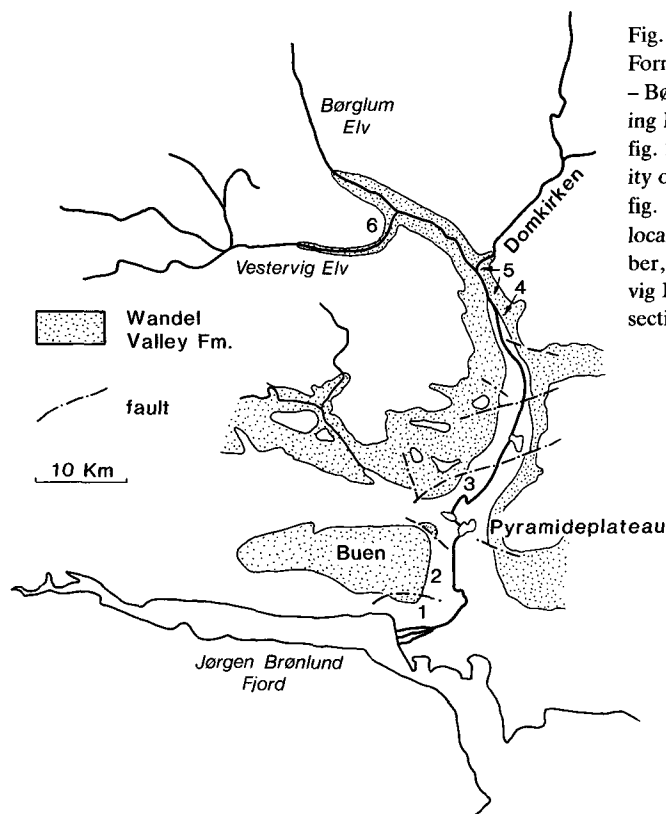 Børglum
Elv
6
Vestervig Elv
Domkirken
5
4
Wandel
Valley Fm.
fault
10 Km
3
Pyramideplateau
Buen
2
1
Jørgen Brønlund
Fjord
Fig.
– Bø
ing
fig.
ity o
fig.
loca
ber,
vig
secti